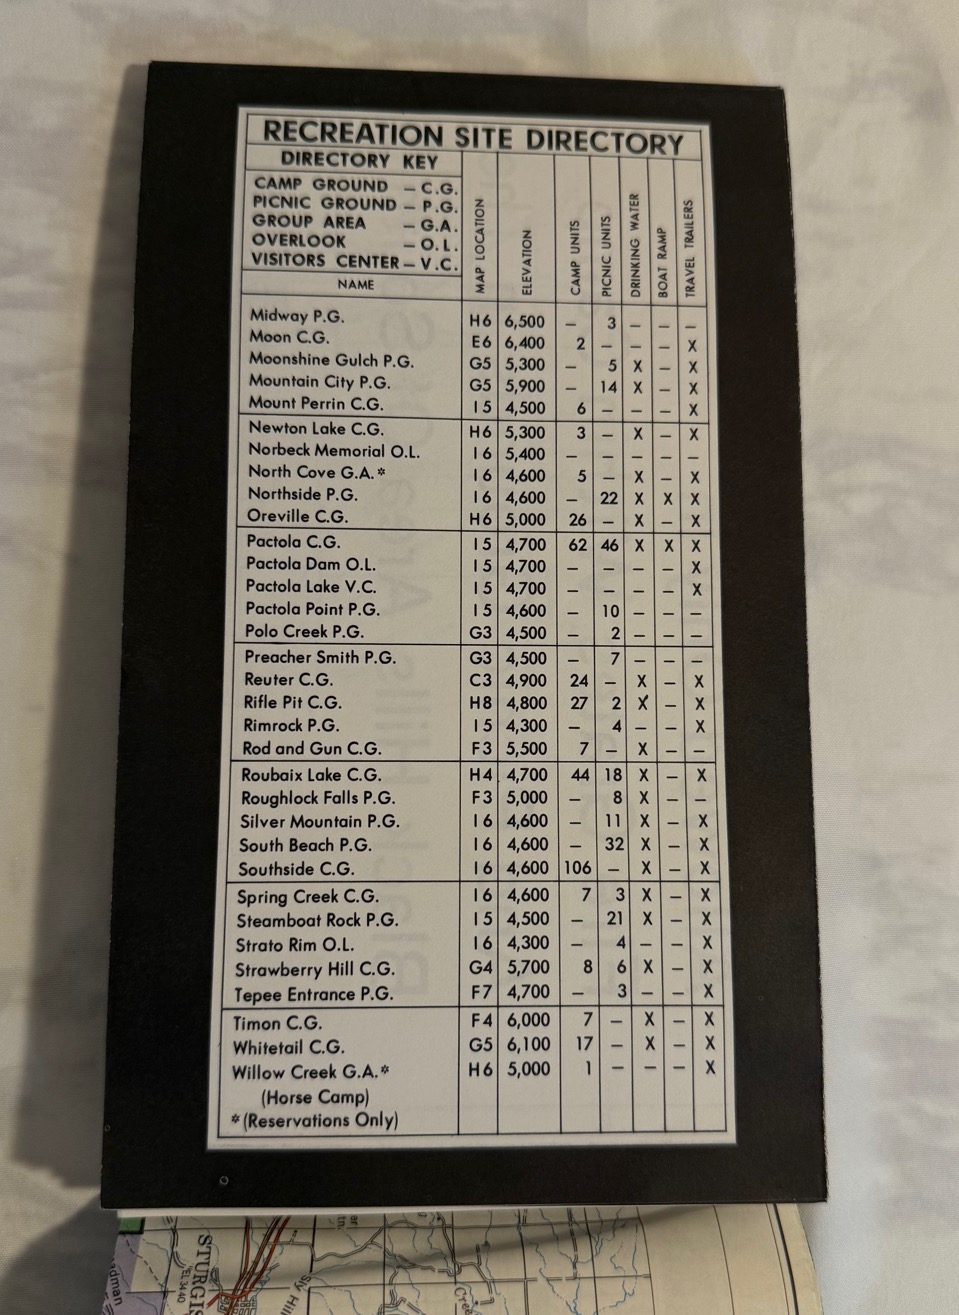 RECREATION SITE DIRECTORY
DIRECTORY KEY
CAMP GROUND – C.G.
PICNIC GROUND – P.G.
GROUP AREA – G.A.
OVERLOOK – O.L.
VISITORS CENTER – V.C.
NAME MAP LOCATION ELEVATION CAMP UNITS PICNIC UNITS DRINKING WATER BOAT RAMP TRAVEL TRAILERS
Midway P.G. H6 6,500 – 3 – – –
Moon C.G. E6 6,400 2 – – – X
Moonshine Gulch P.G. G5 5,300 – 5 X – X
Mountain City P.G. G5 5,900 – 14 X – X
Mount Perrin C.G. I5 4,500 6 – – – X
Newton Lake C.G. H6 5,300 3 – X – X
Norbeck Memorial O.L. I6 5,400 – – – – –
North Cove G.A.* I6 4,600 5 – X – X
Northside P.G. I6 4,600 – 22 X X X
Oreville C.G. H6 5,000 26 – X – X
Pactola C.G. I5 4,700 62 46 X X X
Pactola Dam O.L. I5 4,700 – – – – X
Pactola Lake V.C. I5 4,700 – – – – X
Pactola Point P.G. I5 4,600 – 10 – – –
Polo Creek P.G. G3 4,500 – 2 – – –
Preacher Smith P.G. G3 4,500 – 7 – – –
Reuter C.G. C3 4,900 24 – X – X
Rifle Pit C.G. H8 4,800 27 2 X – X
Rimrock P.G. I5 4,300 – 4 – – X
Rod and Gun C.G. F3 5,500 7 – X – –
Roubaix Lake C.G. H4 4,700 44 18 X – X
Roughlock Falls P.G. F3 5,000 – 8 X – –
Silver Mountain P.G. I6 4,600 – 11 X – X
South Beach P.G. I6 4,600 – 32 X – X
Southside C.G. I6 4,600 106 – X – X
Spring Creek C.G. I6 4,600 7 3 X – X
Steamboat Rock P.G. I5 4,500 – 21 X – X
Strato Rim O.L. I6 4,300 – 4 – – X
Strawberry Hill C.G. G4 5,700 8 6 X – X
Tepee Entrance P.G. F7 4,700 – 3 – – X
Timon C.G. F4 6,000 7 – X – X
Whitetail C.G. G5 6,100 17 – X – X
Willow Creek G.A.* H6 5,000 1 – – – X
(Horse Camp)
*(Reservations Only)
STURGIS
EL 3440
Sly Hill
Cree
adman